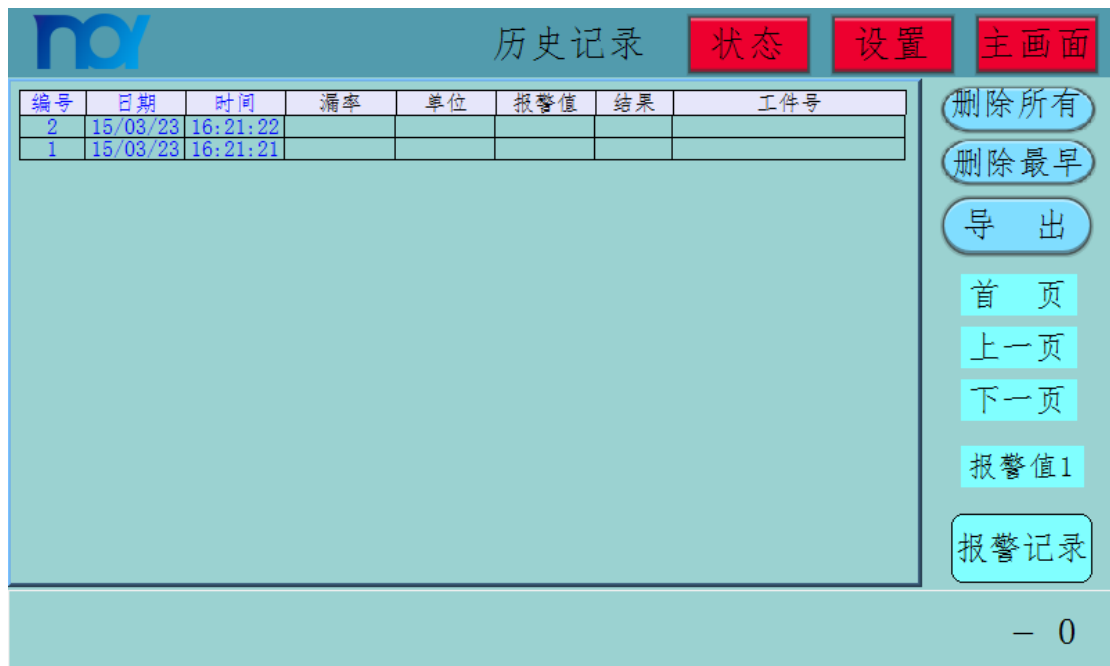 noy
历史记录 状态 设置 主画面
编号 日期 时间 漏率 单位 报警值 结果 工件号
2 15/03/23 16:21:22
1 15/03/23 16:21:21
删除所有
删除最早
导 出
首 页
上一页
下一页
报警值1
报警记录
- 0